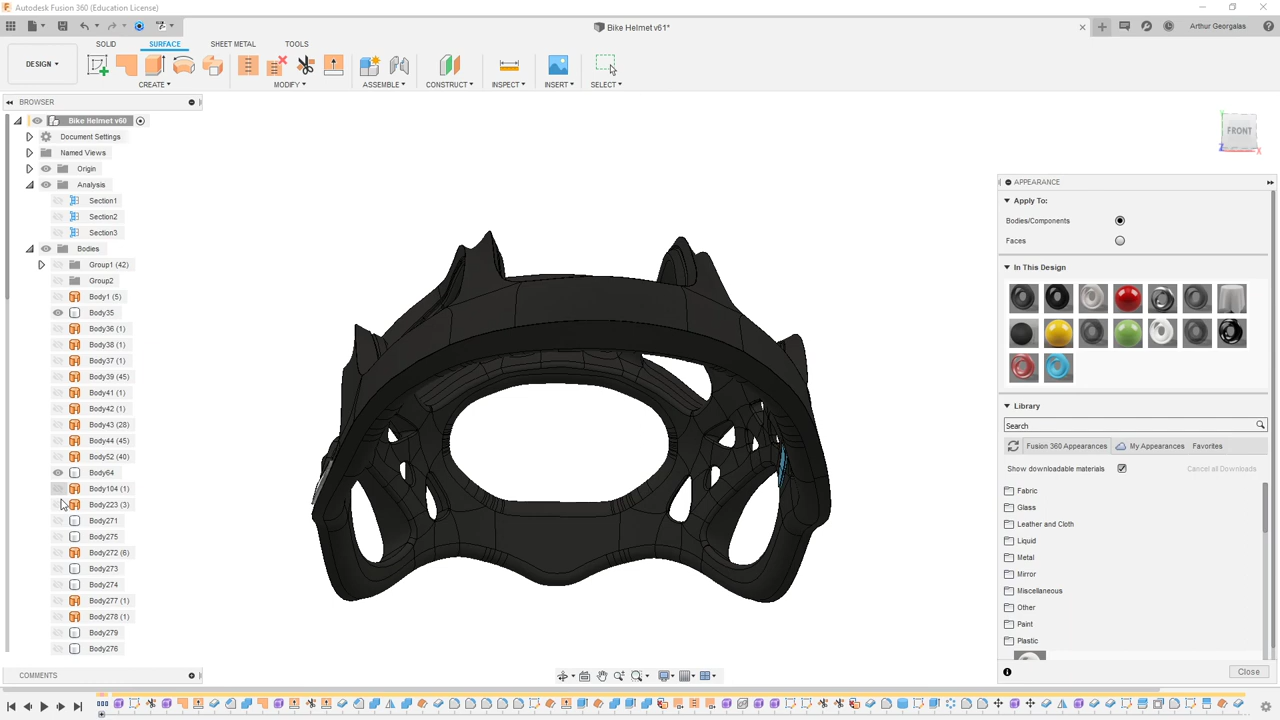 Autodesk Fusion 360 (Education License)
Bike Helmet v61*
Arthur Georgalas
DESIGN
SOLID SURFACE SHEET METAL TOOLS
CREATE MODIFY ASSEMBLE CONSTRUCT INSPECT INSERT SELECT
BROWSER
Bike Helmet v60
Document Settings
Named Views
Origin
Analysis
Section1
Section2
Section3
Bodies
Group1 (42)
Group2
Body1 (5)
Body35
Body36 (1)
Body38 (1)
Body37 (1)
Body39 (45)
Body41 (1)
Body42 (1)
Body43 (28)
Body44 (45)
Body52 (40)
Body64
Body104 (1)
Body223 (3)
Body271
Body275
Body272 (6)
Body273
Body274
Body277 (1)
Body278 (1)
Body279
Body276
COMMENTS
FRONT
Z
X
APPEARANCE
Apply To:
Bodies/Components
Faces
In This Design
Library
Search
Fusion 360 Appearances My Appearances Favorites
Show downloadable materials Cancel all Downloads
Fabric
Glass
Leather and Cloth
Liquid
Metal
Mirror
Miscellaneous
Other
Paint
Plastic
Close